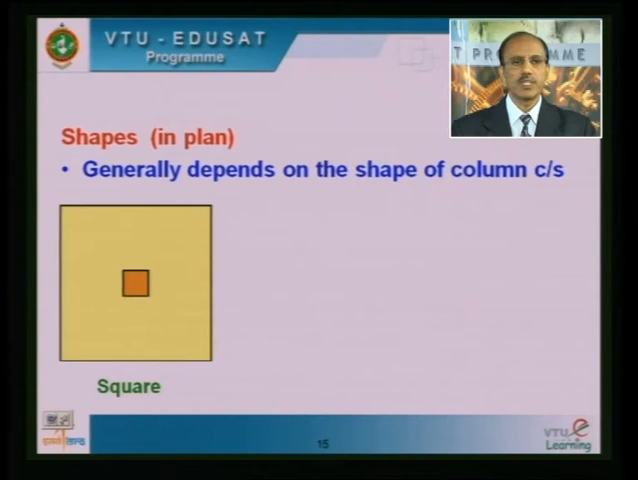 VTU - EDUSAT
Programme
T PROGRAMME
Shapes (in plan)
• Generally depends on the shape of column c/s
Square
15
VTU e
Learning